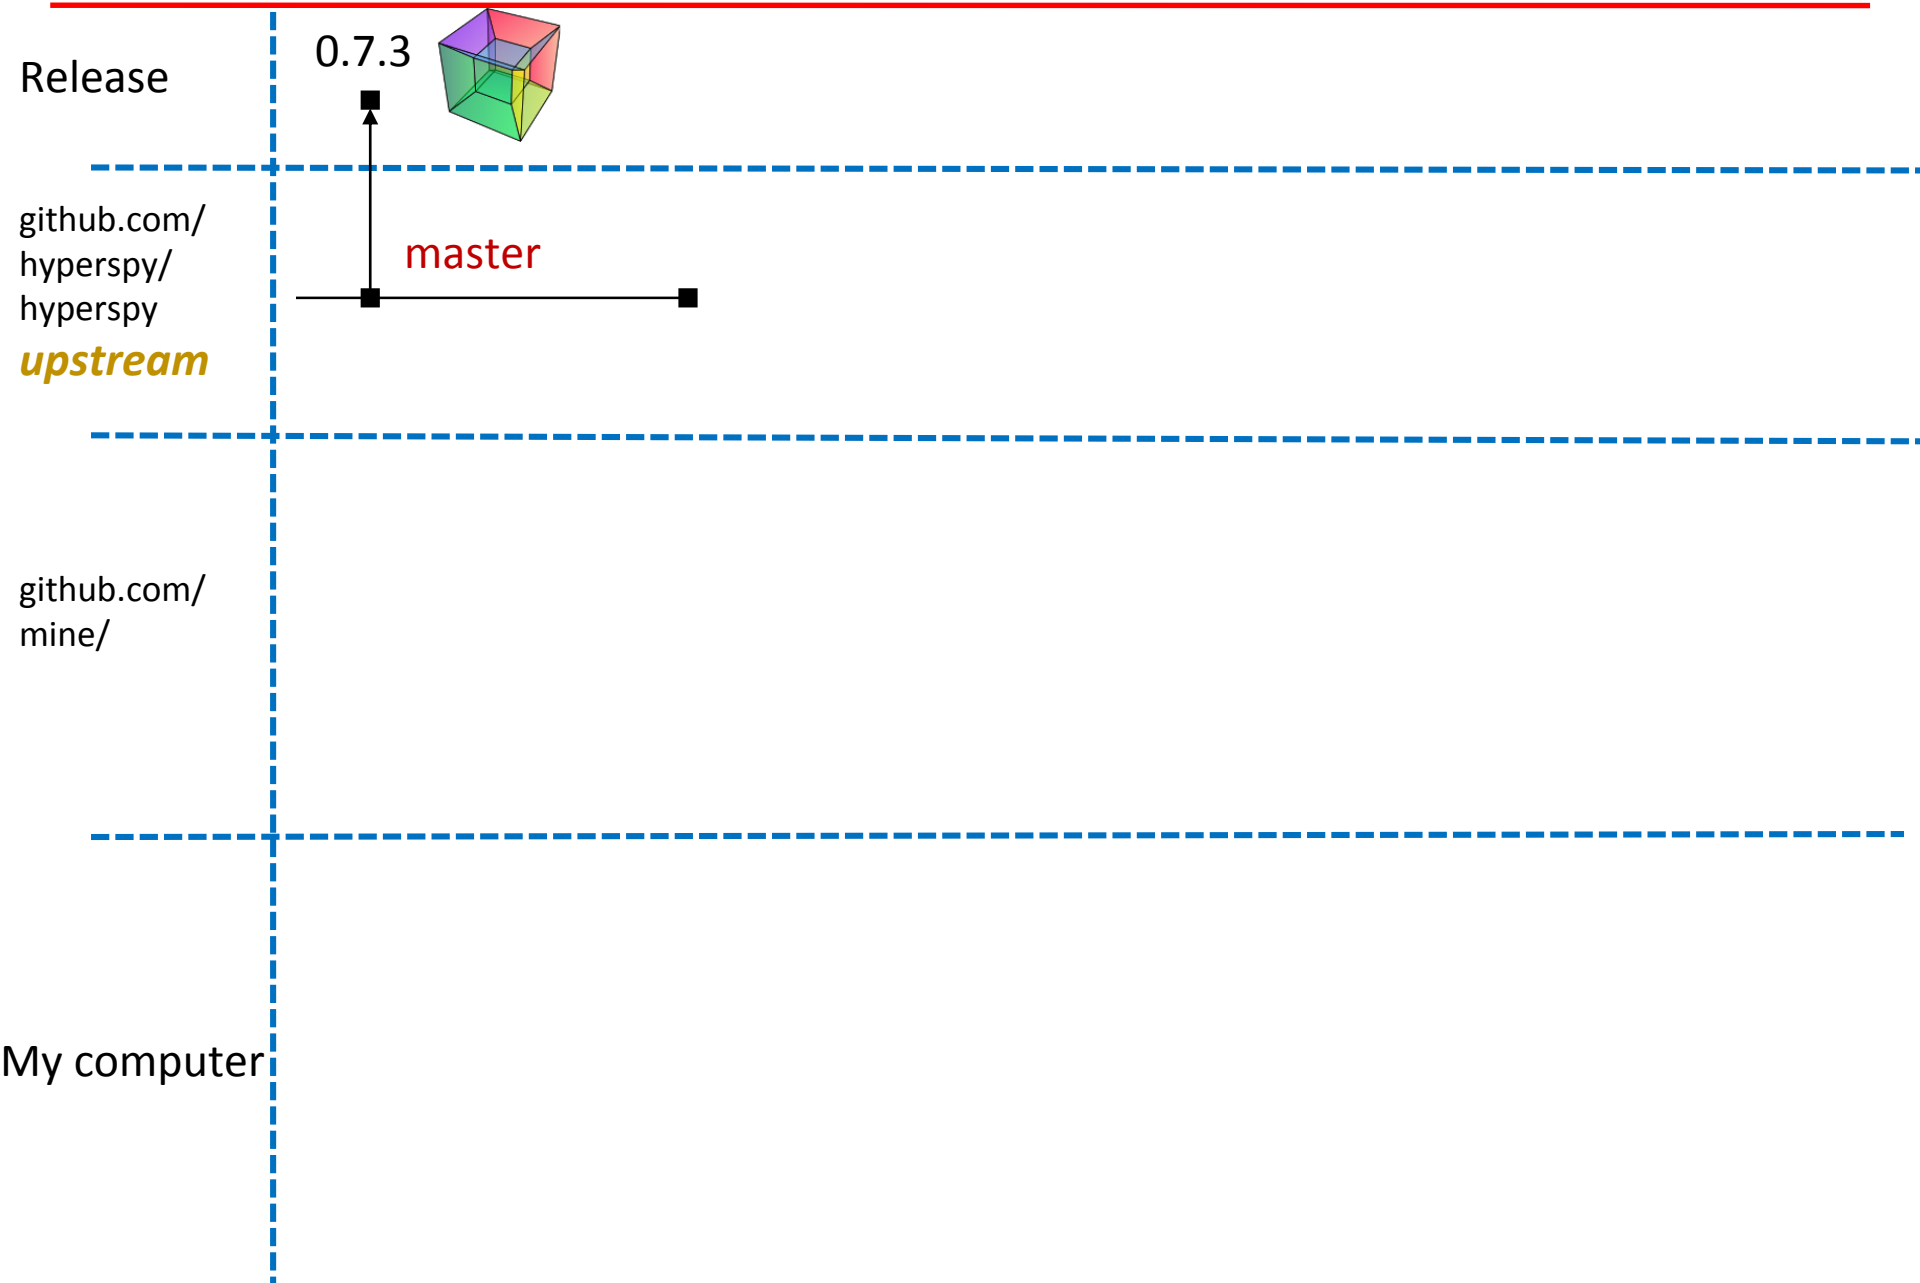 0.7.3
Release
github.com/
hyperspy/
hyperspy
upstream
master
github.com/
mine/
My computer